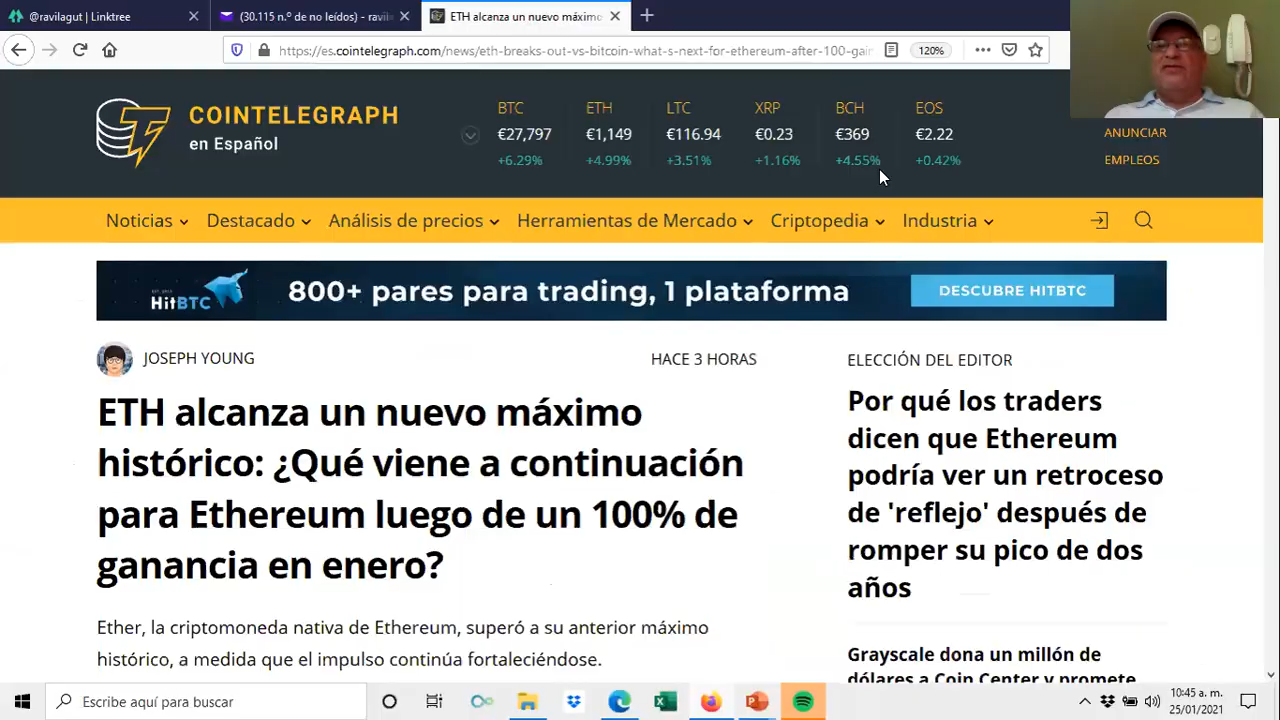 @ravilagut | Linktree
(30.115 n.º de no leídos) - ravil
ETH alcanza un nuevo máximo
https://es.cointelegraph.com/news/eth-breaks-out-vs-bitcoin-what-s-next-for-ethereum-after-100-gain
120%
COINTELEGRAPH
en Español
BTC ETH LTC XRP BCH EOS
€27,797 €1,149 €116.94 €0.23 €369 €2.22
+6.29% +4.99% +3.51% +1.16% +4.55% +0.42%
ANUNCIAR
EMPLEOS
Noticias Destacado Análisis de precios Herramientas de Mercado Criptopedia Industria
HitBTC 800+ pares para trading, 1 plataforma DESCUBRE HITBTC
JOSEPH YOUNG HACE 3 HORAS
ETH alcanza un nuevo máximo
histórico: ¿Qué viene a continuación
para Ethereum luego de un 100% de
ganancia en enero?
Ether, la criptomoneda nativa de Ethereum, superó a su anterior máximo
histórico, a medida que el impulso continúa fortaleciéndose.
ELECCIÓN DEL EDITOR
Por qué los traders
dicen que Ethereum
podría ver un retroceso
de 'reflejo' después de
romper su pico de dos
años
Grayscale dona un millón de
dólares a Coin Center y promete
Escribe aquí para buscar
10:45 a. m.
25/01/2021